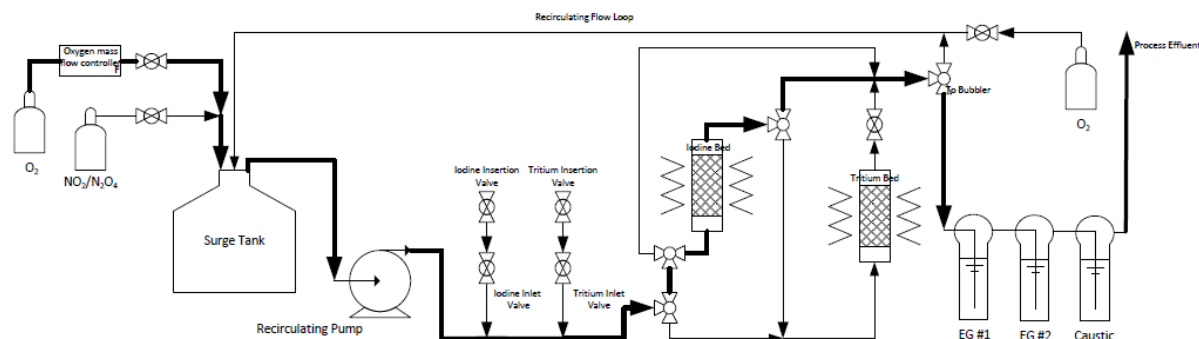 Recirculating Flow Loop
Oxygen mass
flow controller
F
Process Effluent
To Bubbler
O2
O2
NO2/N2O4
Iodine Insertion
Valve
Tritium Insertion
Valve
Iodine Bed
Tritium Bed
Surge Tank
Iodine Inlet
Valve
Tritium Inlet
Valve
Recirculating Pump
EG #1
EG #2
Caustic